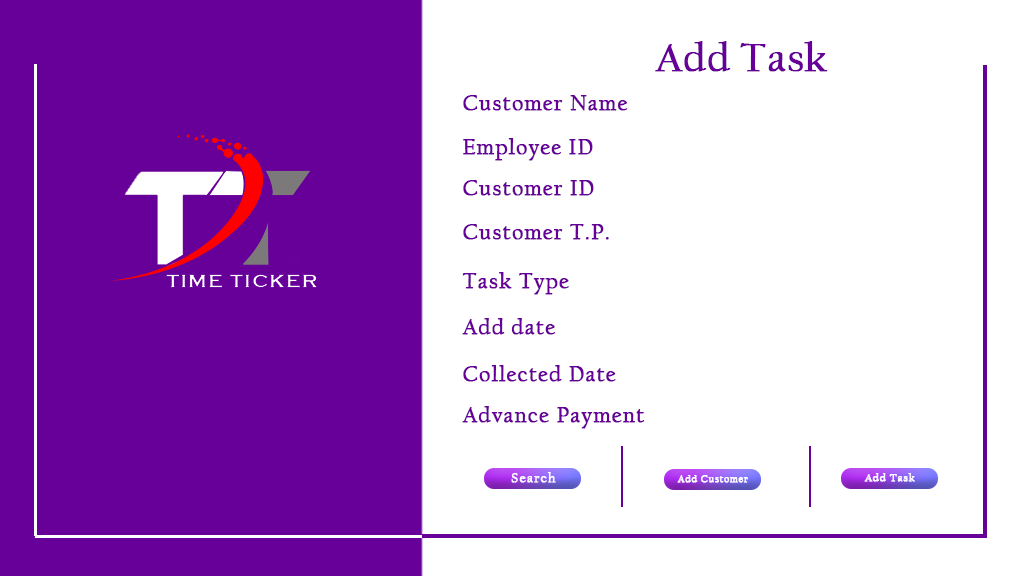 Add Task
Customer Name
Employee ID
Customer ID
Customer T.P.
Task Type
Add date
Collected Date
Advance Payment
Search
Add Customer
Add Task
TT
TIME TICKER